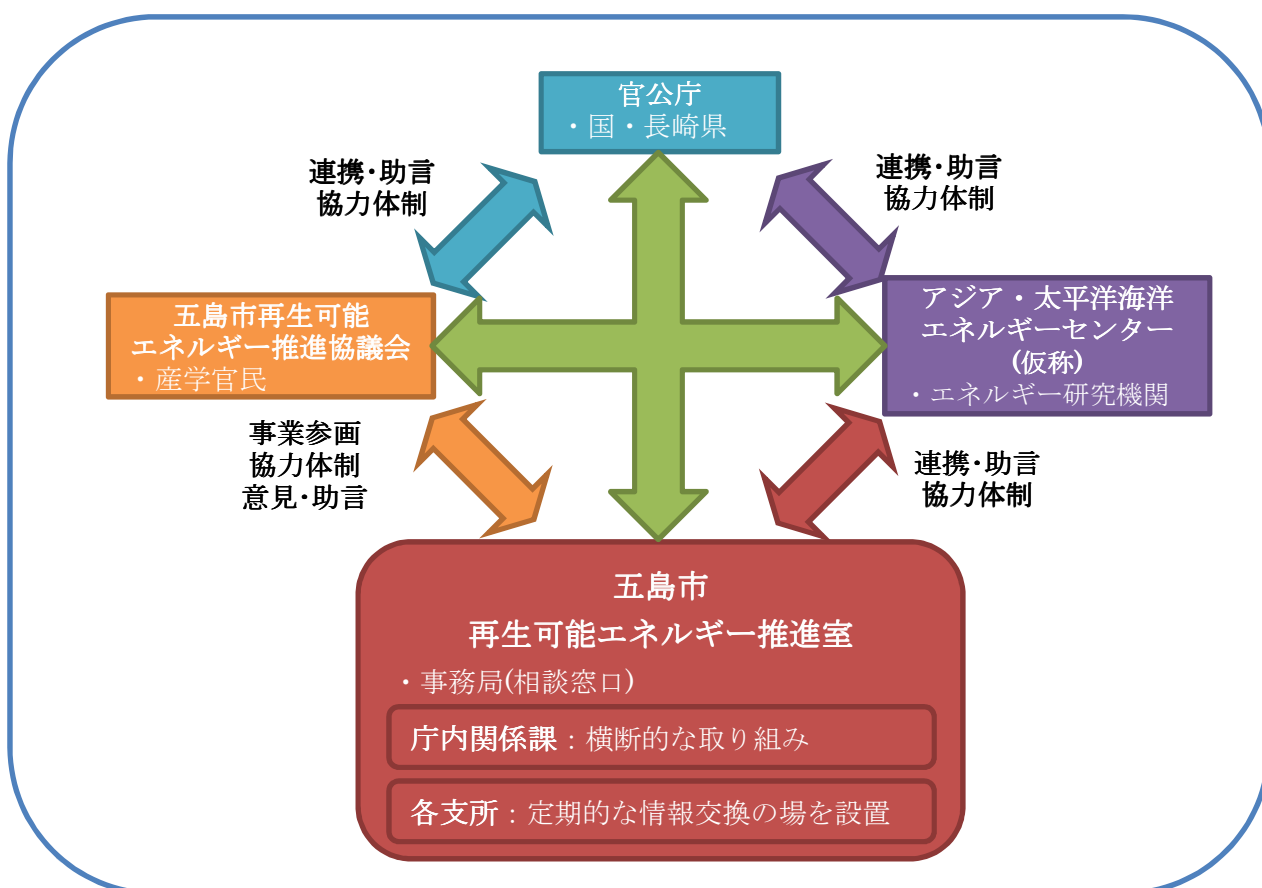 官公庁
・国・長崎県
連携・助言
協力体制
連携・助言
協力体制
五島市再生可能
エネルギー推進協議会
・産学官民
アジア・太平洋海洋
エネルギーセンター
(仮称)
・エネルギー研究機関
事業参画
協力体制
意見・助言
連携・助言
協力体制
五島市
再生可能エネルギー推進室
・事務局(相談窓口)
庁内関係課：横断的な取り組み
各支所：定期的な情報交換の場を設置